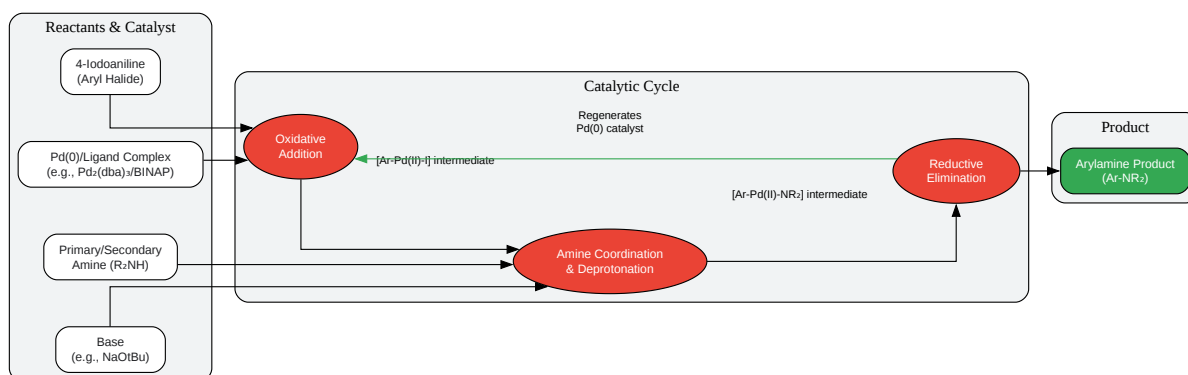 Reactants & Catalyst
4-Iodoaniline
(Aryl Halide)
Pd(0)/Ligand Complex
(e.g., Pd₂(dba)₃/BINAP)
Primary/Secondary
Amine (R₂NH)
Base
(e.g., NaOtBu)
Catalytic Cycle
Regenerates
Pd(0) catalyst
Oxidative
Addition
[Ar-Pd(II)-I] intermediate
Reductive
Elimination
[Ar-Pd(II)-NR₂] intermediate
Amine Coordination
& Deprotonation
Product
Arylamine Product
(Ar-NR₂)